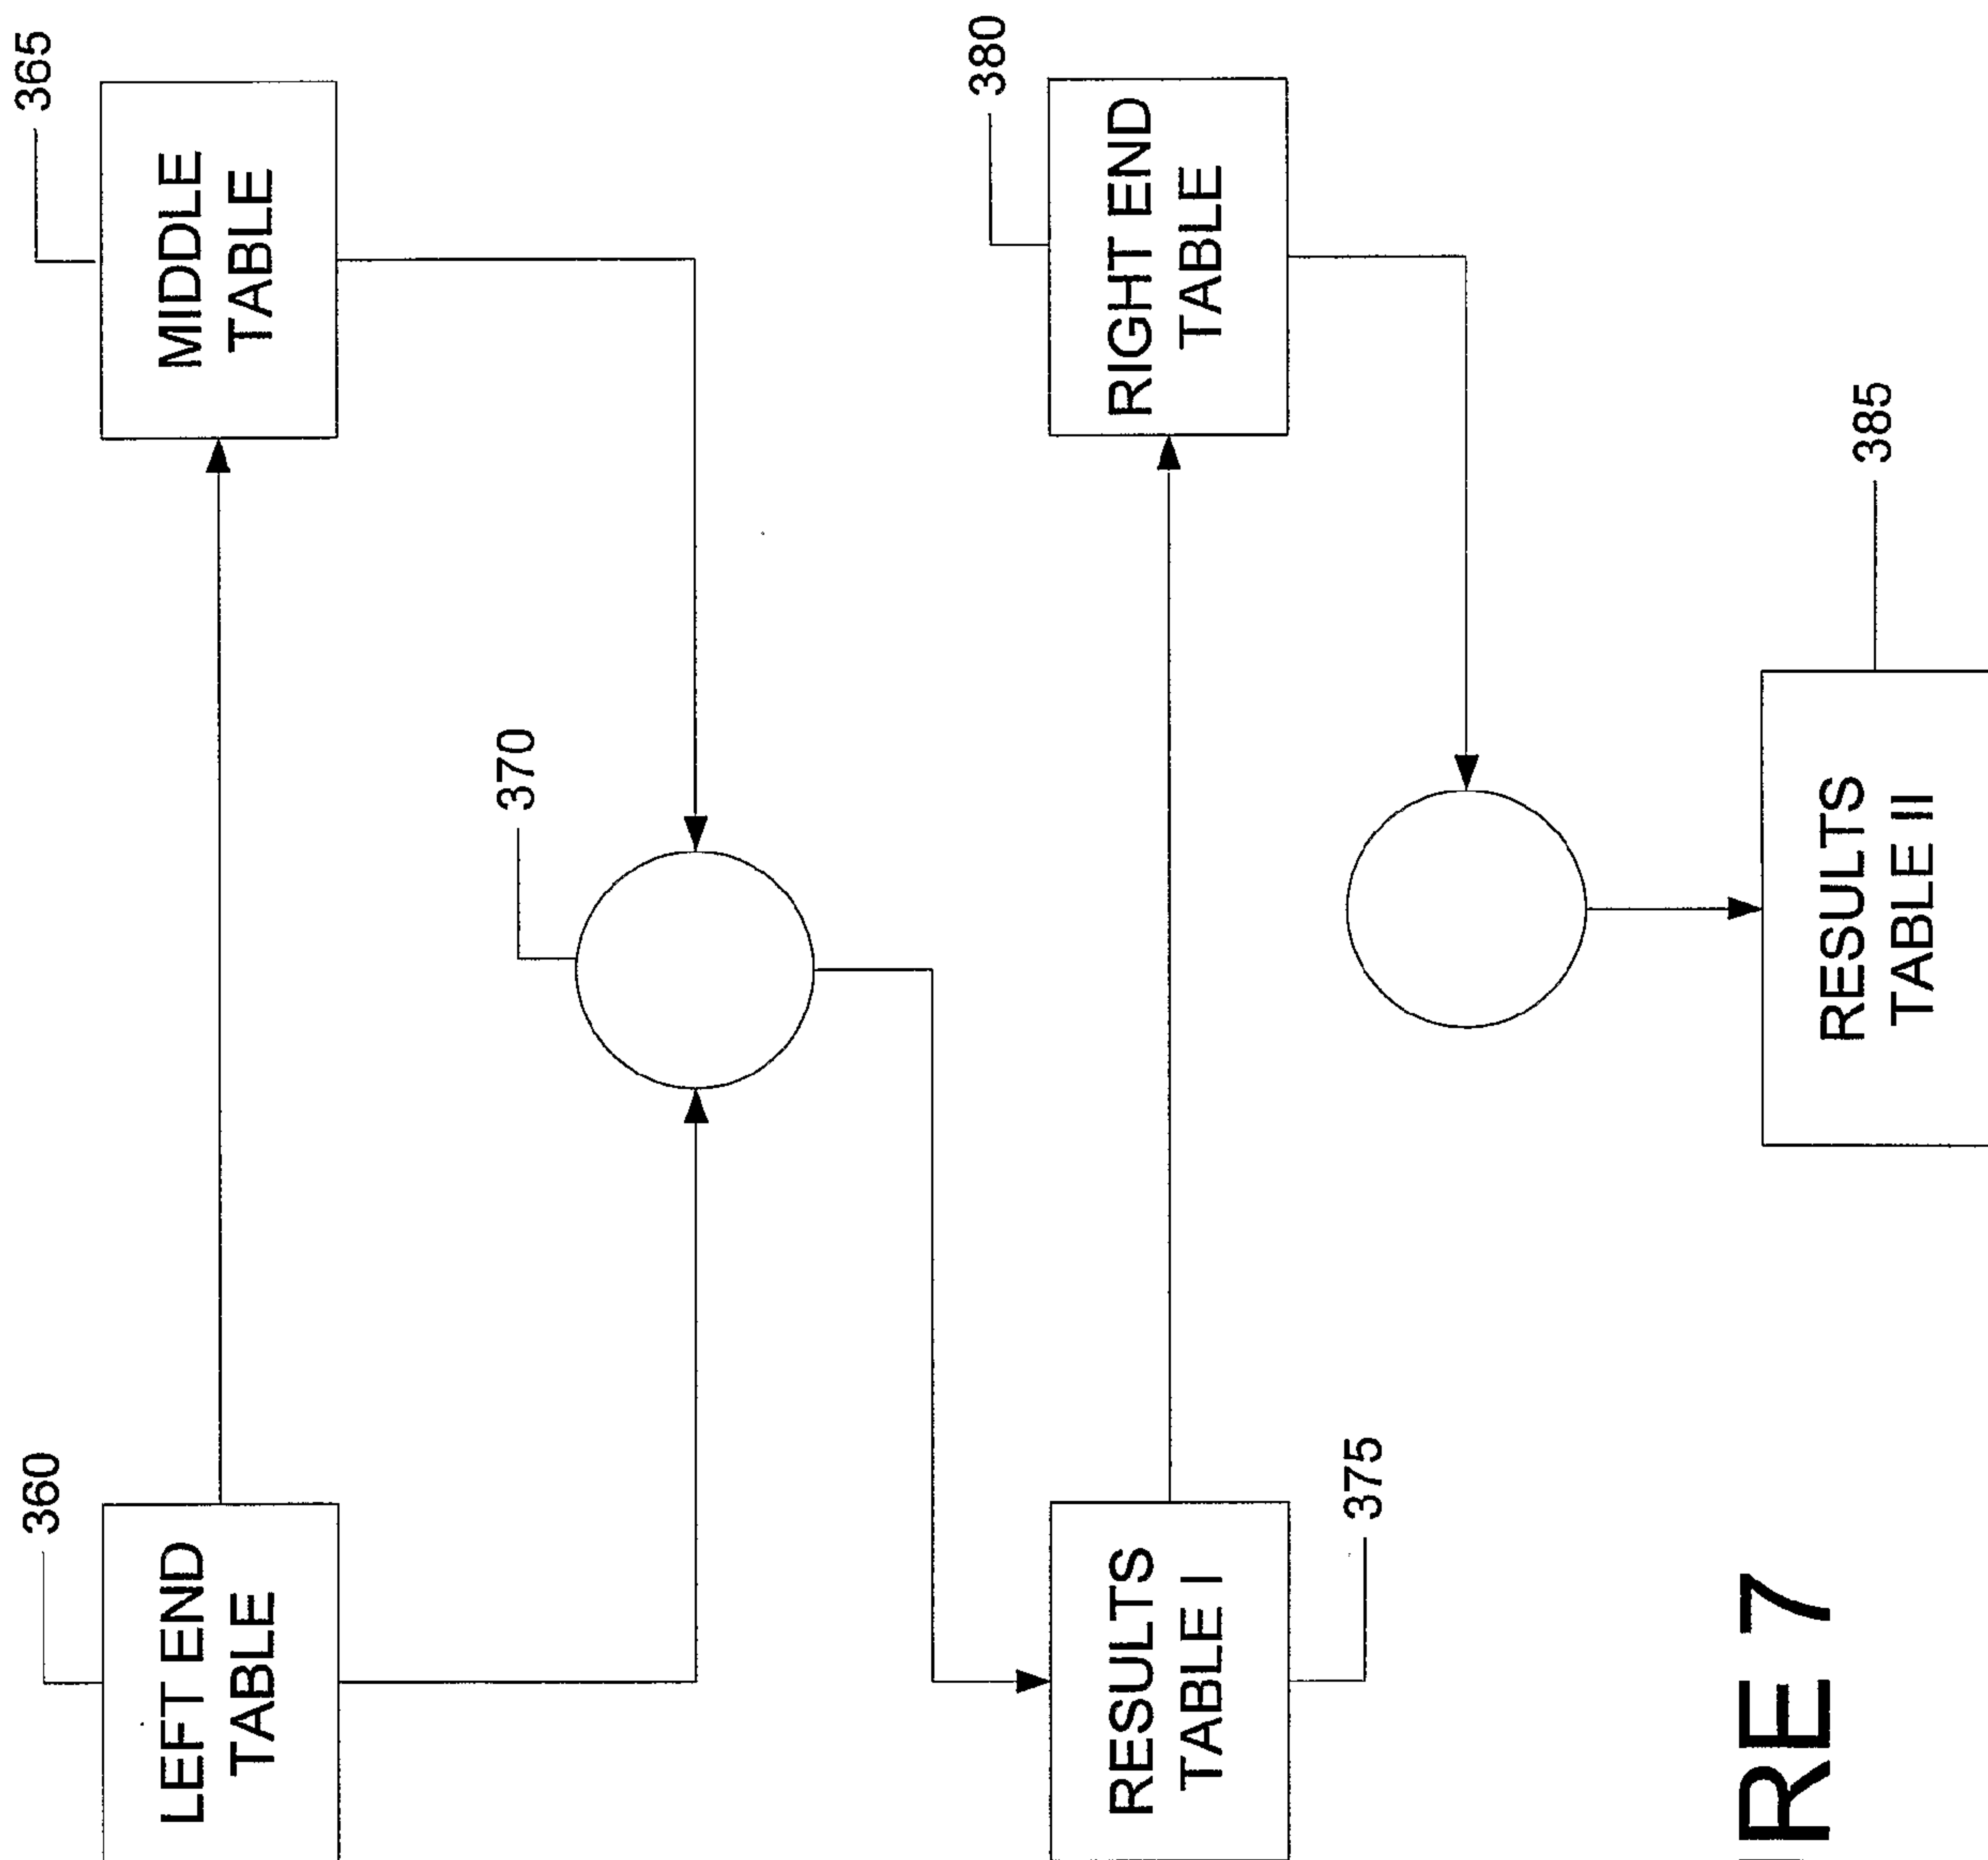 360
365
LEFT END
TABLE
MIDDLE
TABLE
370
380
RESULTS
TABLE I
RIGHT END
TABLE
375
385
RESULTS
TABLE III
RE 7